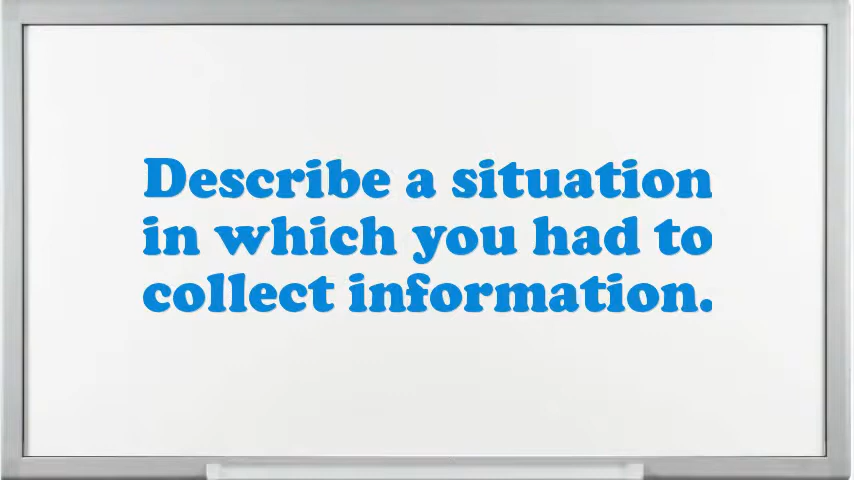 Describe a situation
in which you had to
collect information.